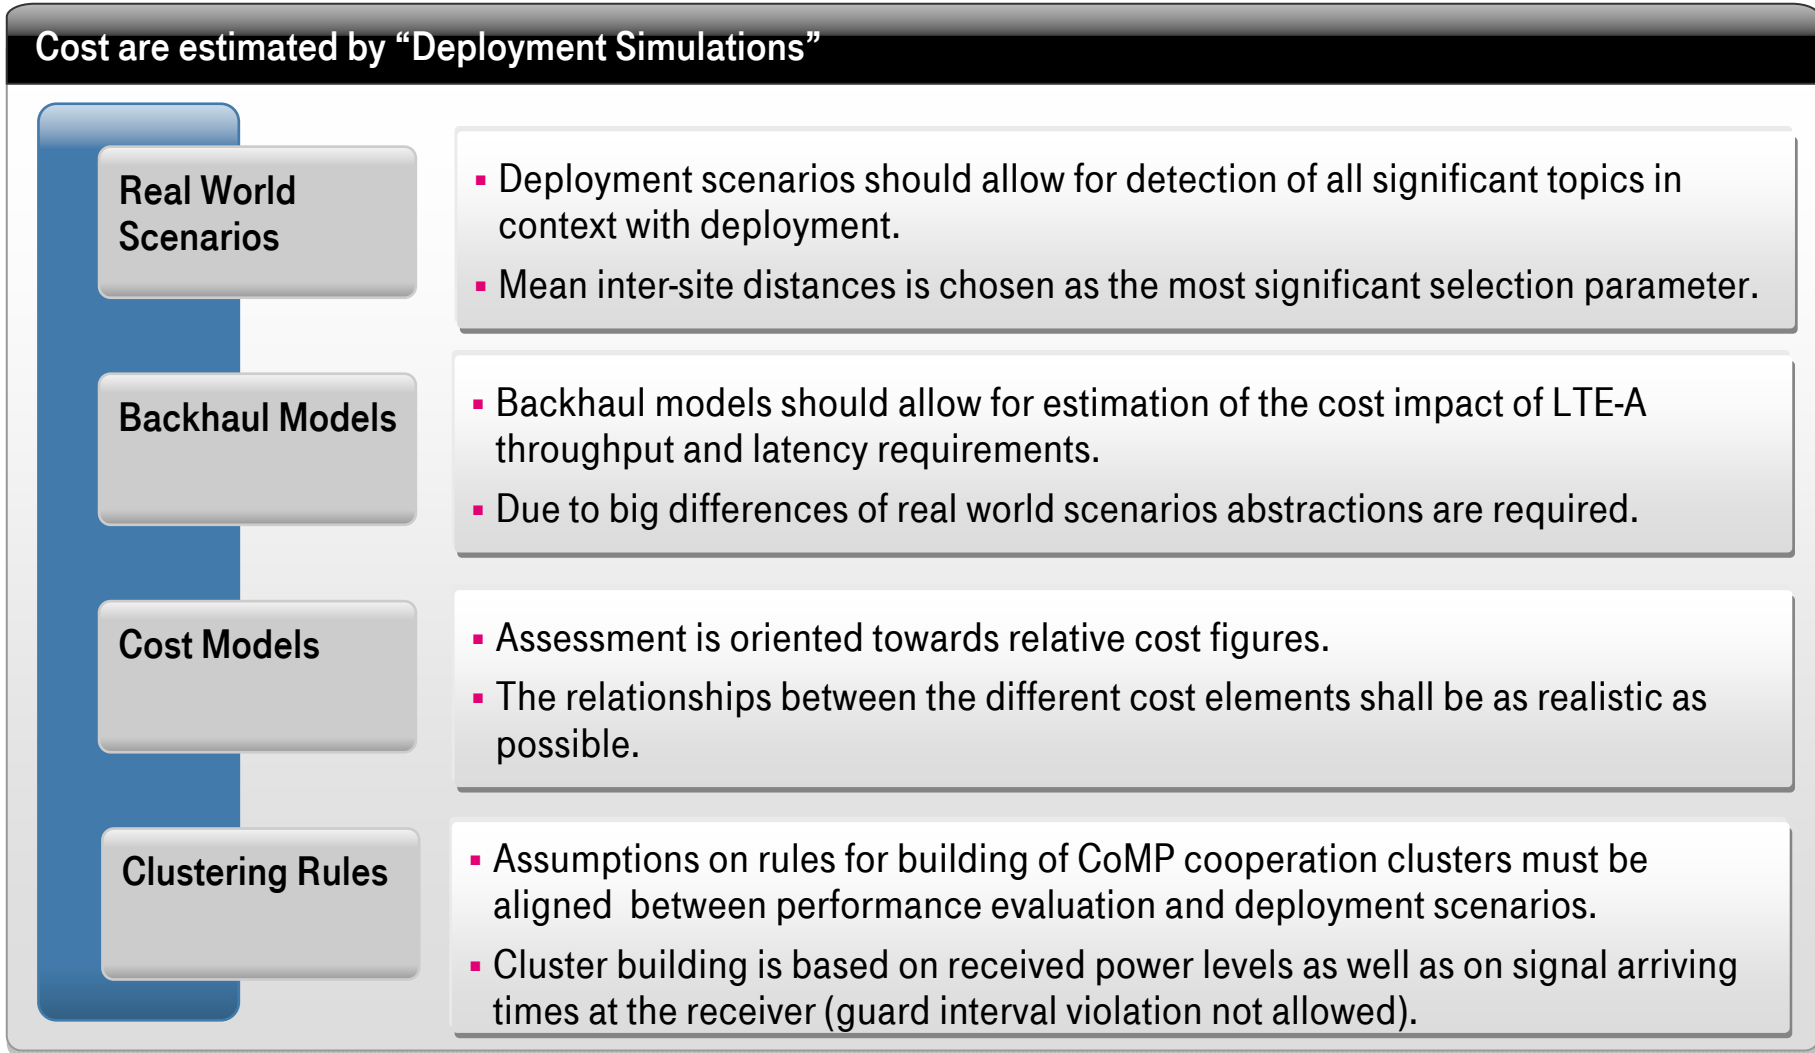 Cost are estimated by “Deployment Simulations”
Real World
Scenarios
▪ Deployment scenarios should allow for detection of all significant topics in
context with deployment.
▪ Mean inter-site distances is chosen as the most significant selection parameter.
Backhaul Models
▪ Backhaul models should allow for estimation of the cost impact of LTE-A
throughput and latency requirements.
▪ Due to big differences of real world scenarios abstractions are required.
Cost Models
▪ Assessment is oriented towards relative cost figures.
▪ The relationships between the different cost elements shall be as realistic as
possible.
Clustering Rules
▪ Assumptions on rules for building of CoMP cooperation clusters must be
aligned  between performance evaluation and deployment scenarios.
▪ Cluster building is based on received power levels as well as on signal arriving
times at the receiver (guard interval violation not allowed).